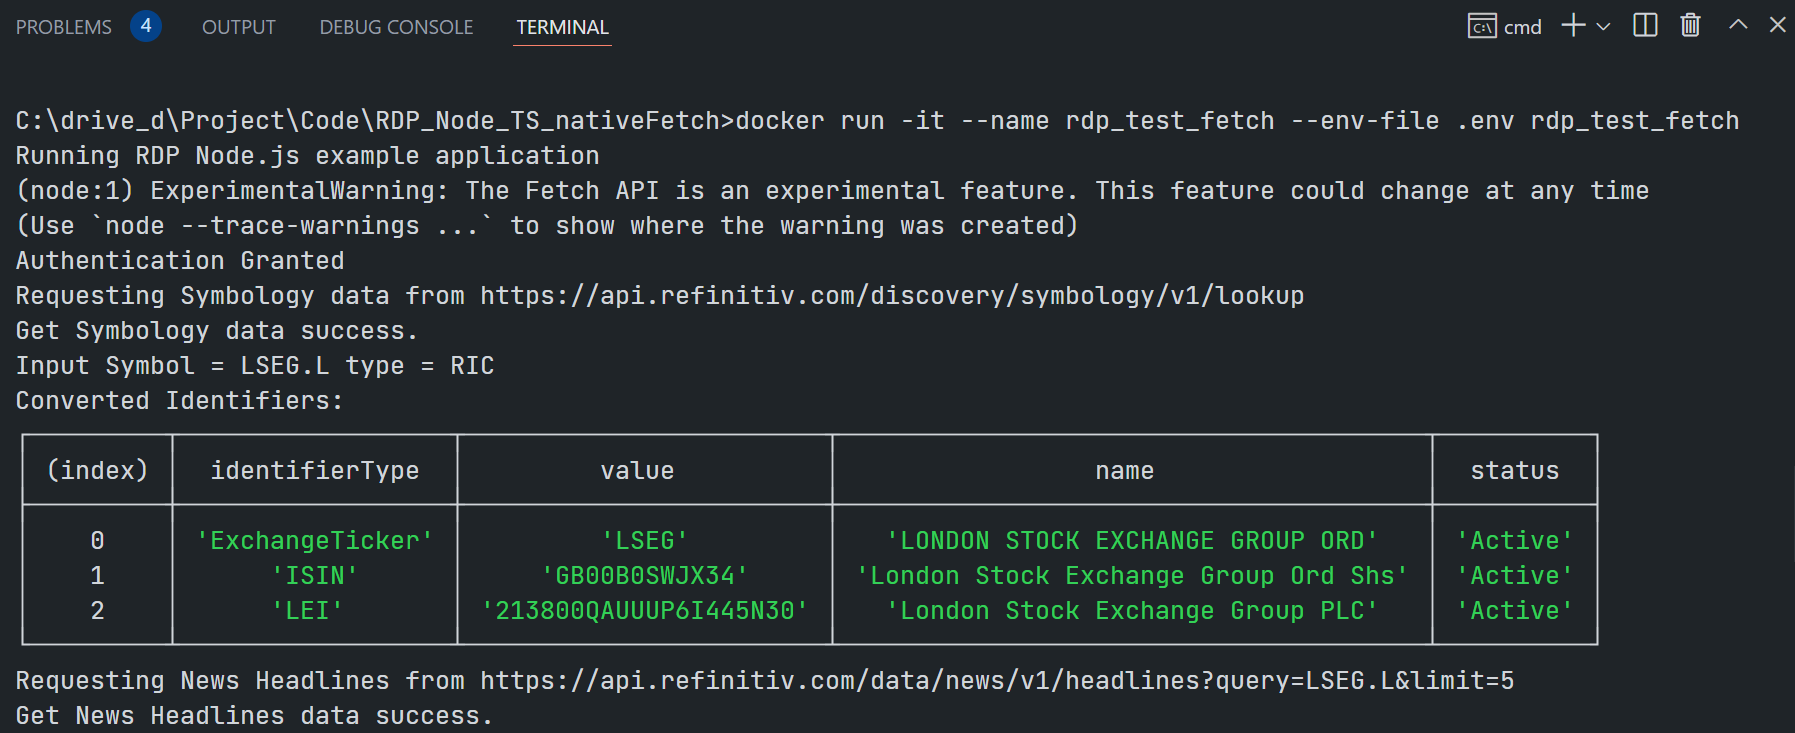 PROBLEMS 4 OUTPUT DEBUG CONSOLE TERMINAL cmd
C:\drive_d\Project\Code\RDP_Node_TS_nativeFetch>docker run -it --name rdp_test_fetch --env-file .env rdp_test_fetch
Running RDP Node.js example application
(node:1) ExperimentalWarning: The Fetch API is an experimental feature. This feature could change at any time
(Use `node --trace-warnings ...` to show where the warning was created)
Authentication Granted
Requesting Symbology data from https://api.refinitiv.com/discovery/symbology/v1/lookup
Get Symbology data success.
Input Symbol = LSEG.L type = RIC
Converted Identifiers:
(index) identifierType value name status
0 'ExchangeTicker' 'LSEG' 'LONDON STOCK EXCHANGE GROUP ORD' 'Active'
1 'ISIN' 'GB00B0SWJX34' 'London Stock Exchange Group Ord Shs' 'Active'
2 'LEI' '213800QAUUUP6I445N30' 'London Stock Exchange Group PLC' 'Active'
Requesting News Headlines from https://api.refinitiv.com/data/news/v1/headlines?query=LSEG.L&limit=5
Get News Headlines data success.